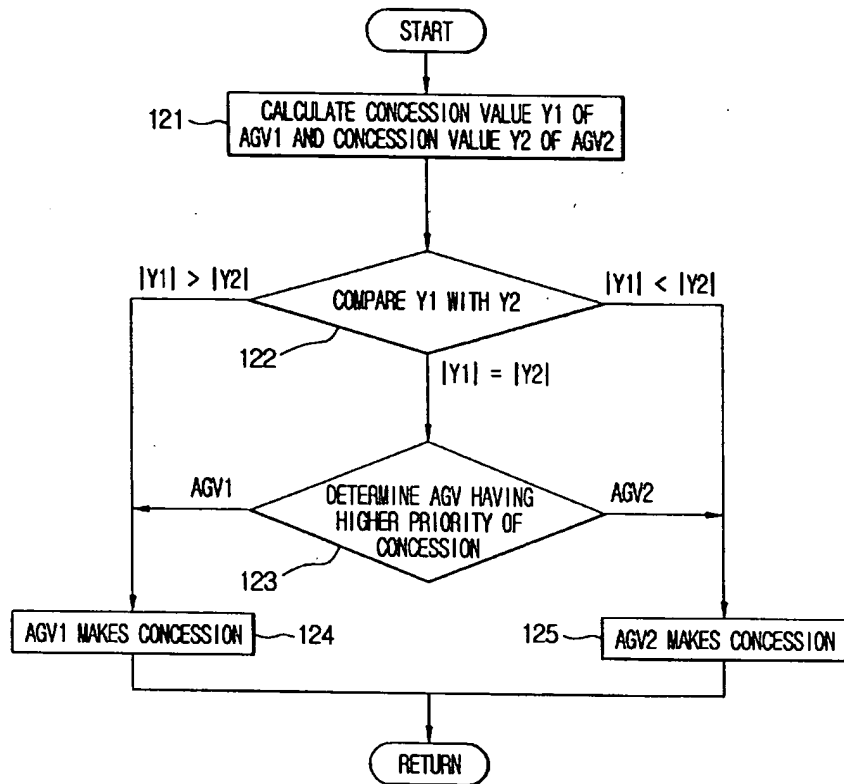 START
121
CALCULATE CONCESSION VALUE Y1 OF
AGV1 AND CONCESSION VALUE Y2 OF AGV2
|Y1| > |Y2|
|Y1| < |Y2|
COMPARE Y1 WITH Y2
122
|Y1| = |Y2|
AGV1
AGV2
DETERMINE AGV HAVING
HIGHER PRIORITY OF
CONCESSION
123
AGV1 MAKES CONCESSION
124
125
AGV2 MAKES CONCESSION
RETURN